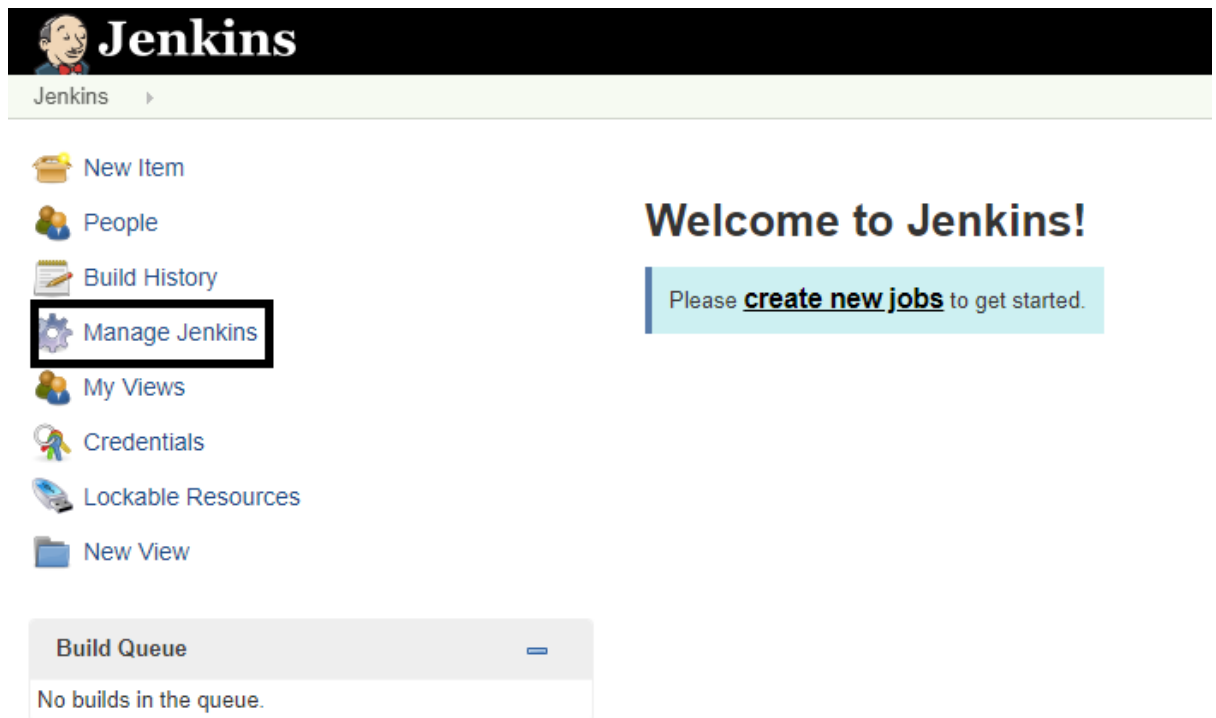 Jenkins
Jenkins
New Item
People
Build History
Manage Jenkins
My Views
Credentials
Lockable Resources
New View
Welcome to Jenkins!
Please create new jobs to get started.
Build Queue
No builds in the queue.